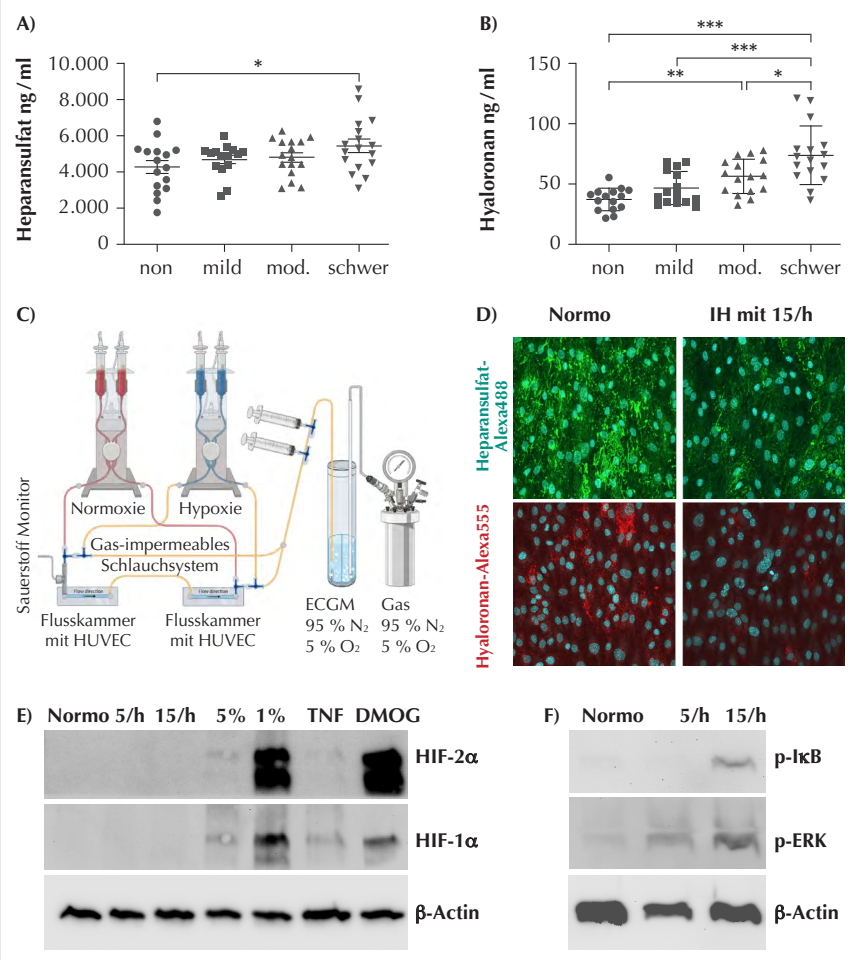 A)
Heparansulfat ng/ml
10.000
8.000
6.000
4.000
2.000
0
*
non mild mod. schwer
B)
Hyaloronan ng/ml
150
100
50
0
***
***
** *
non mild mod. schwer
C)
Normoxie Hypoxie
Sauerstoff Monitor
Gas-impermeables
Schlauchsystem
Flow direction Flow direction
Flusskammer
mit HUVEC
Flusskammer
mit HUVEC
ECGM
95 % N2
5 % O2
Gas
95 % N2
5 % O2
D)
Normo IH mit 15/h
Heparansulfat-
Alexa488
Hyaloronan-Alexa555
E) Normo 5/h 15/h 5% 1% TNF DMOG
HIF-2α
HIF-1α
β-Actin
F) Normo 5/h 15/h
p-IκB
p-ERK
β-Actin